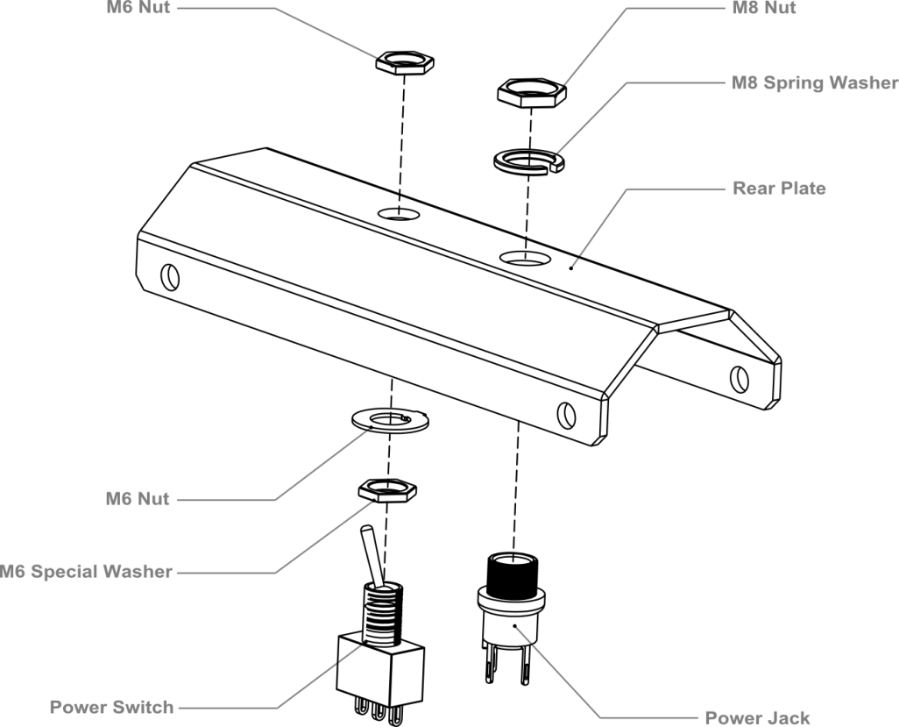 M6 Nut
M8 Nut
M8 Spring Washer
Rear Plate
M6 Nut
M6 Special Washer
Power Switch
Power Jack